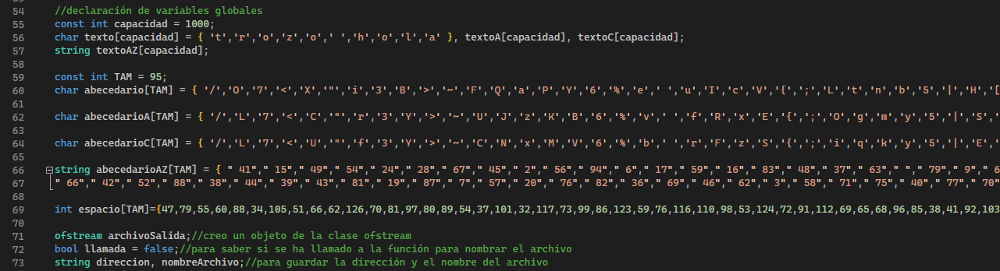 54 //declaración de variables globales
55 const int capacidad = 1000;
56 char texto[capacidad] = { 't','r','o','z','o',' ','h','o','l','a' }, textoA[capacidad], textoC[capacidad];
57 string textoAZ[capacidad];
58
59 const int TAM = 95;
60 char abecedario[TAM] = { '/','O','7','<','X','"','i','3','B','>','~','F','Q','a','P','Y','6','%','e',' ','u','I','c','V','{',';','L','t','n','b','5','|','H','[
61
62 char abecedarioA[TAM] = { '/','L','7','<','C','"','r','3','Y','>','~','U','J','z','K','B','6','%','v',' ','f','R','x','E','{',';','O','g','m','y','5','|','S','
63
64 char abecedarioC[TAM] = { '/','L','7','<','U','"','f','3','Y','>','~','C','N','x','M','V','6','%','b',' ','r','F','z','S','{',';','i','q','k','y','5','|','E','
65
66 string abecedarioAZ[TAM] = { " 41"," 15"," 49"," 54"," 24"," 28"," 67"," 45"," 2"," 56"," 94"," 6"," 17"," 59"," 16"," 83"," 48"," 37"," 63"," "," 79"," 9"," 6
67 " 66"," 42"," 52"," 88"," 38"," 44"," 39"," 43"," 81"," 19"," 87"," 7"," 57"," 20"," 76"," 82"," 36"," 69"," 46"," 62"," 3"," 58"," 71"," 75"," 40"," 77"," 70"
68
69 int espacio[TAM]={47,79,55,60,88,34,105,51,66,62,126,70,81,97,80,89,54,37,101,32,117,73,99,86,123,59,76,116,110,98,53,124,72,91,112,69,65,68,96,85,38,41,92,103
70
71 ofstream archivoSalida;//creo un objeto de la clase ofstream
72 bool llamada = false;//para saber si se ha llamado a la función para nombrar el archivo
73 string direccion, nombreArchivo;//para guardar la dirección y el nombre del archivo